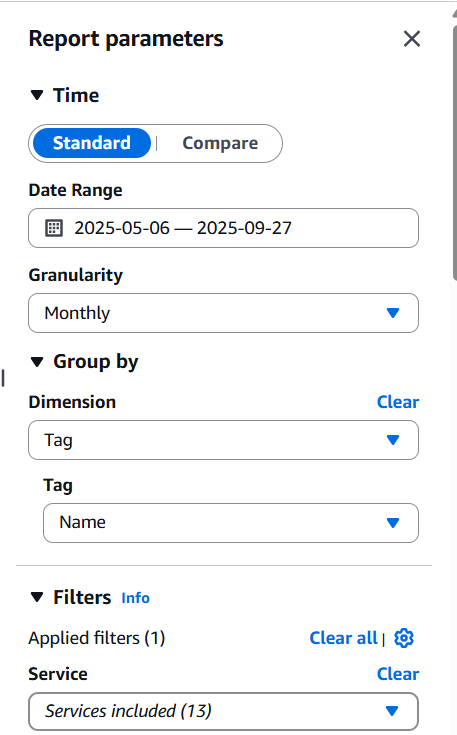 Report parameters
Time
Standard | Compare
Date Range
2025-05-06 — 2025-09-27
Granularity
Monthly
Group by
Dimension Clear
Tag
Tag
Name
Filters Info
Applied filters (1) Clear all |
Service Clear
Services included (13)